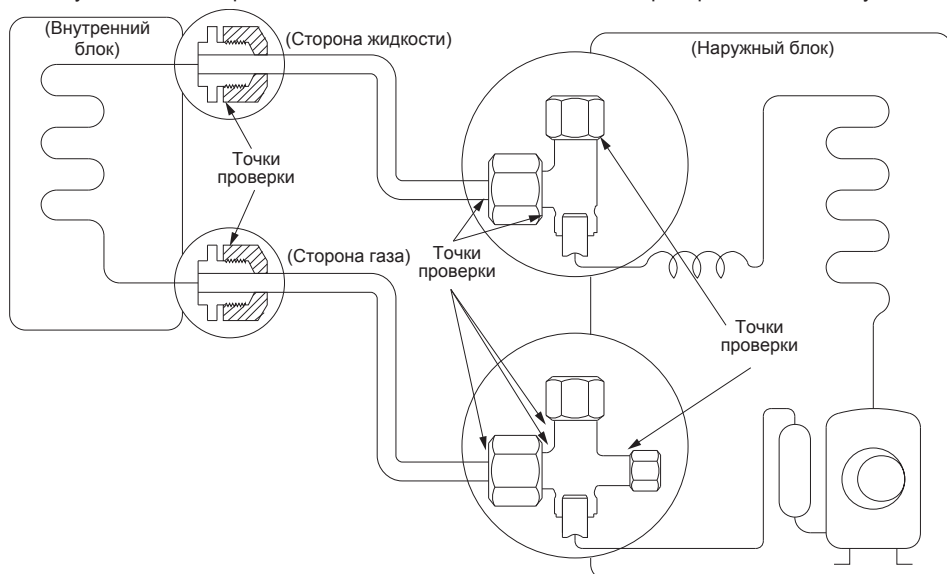 (Внутренний
блок)
(Сторона жидкости)
(Наружный блок)
Точки
проверки
(Сторона газа)
Точки
проверки
Точки
проверки